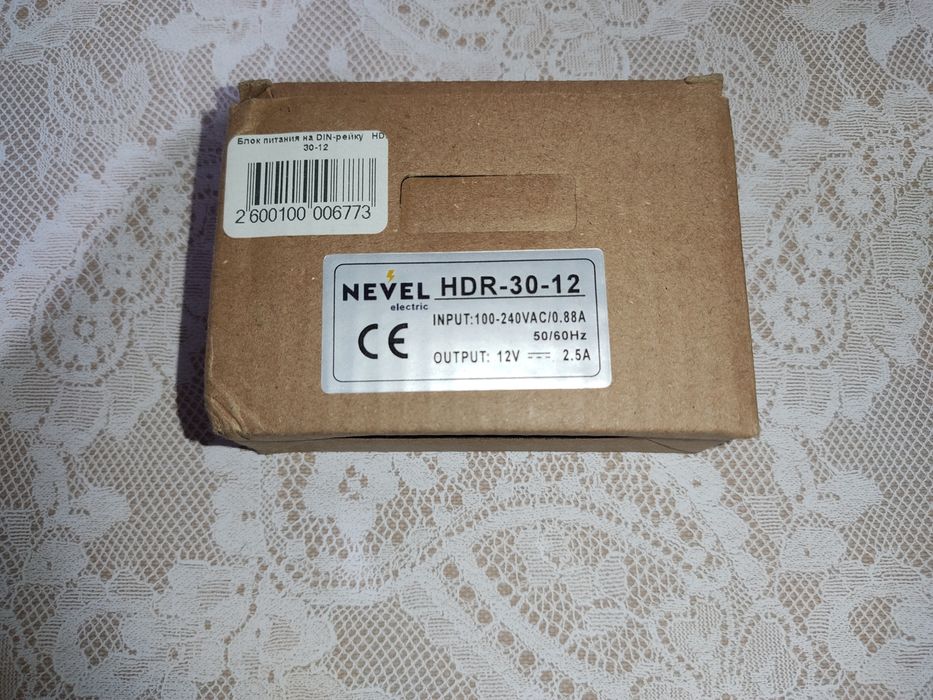 Блок питания на DIN-рейку HD
30-12
2 600100 006773
NEVEL
electric
HDR-30-12
INPUT:100-240VAC/0.88A
50/60Hz
CE
OUTPUT: 12V 2.5A